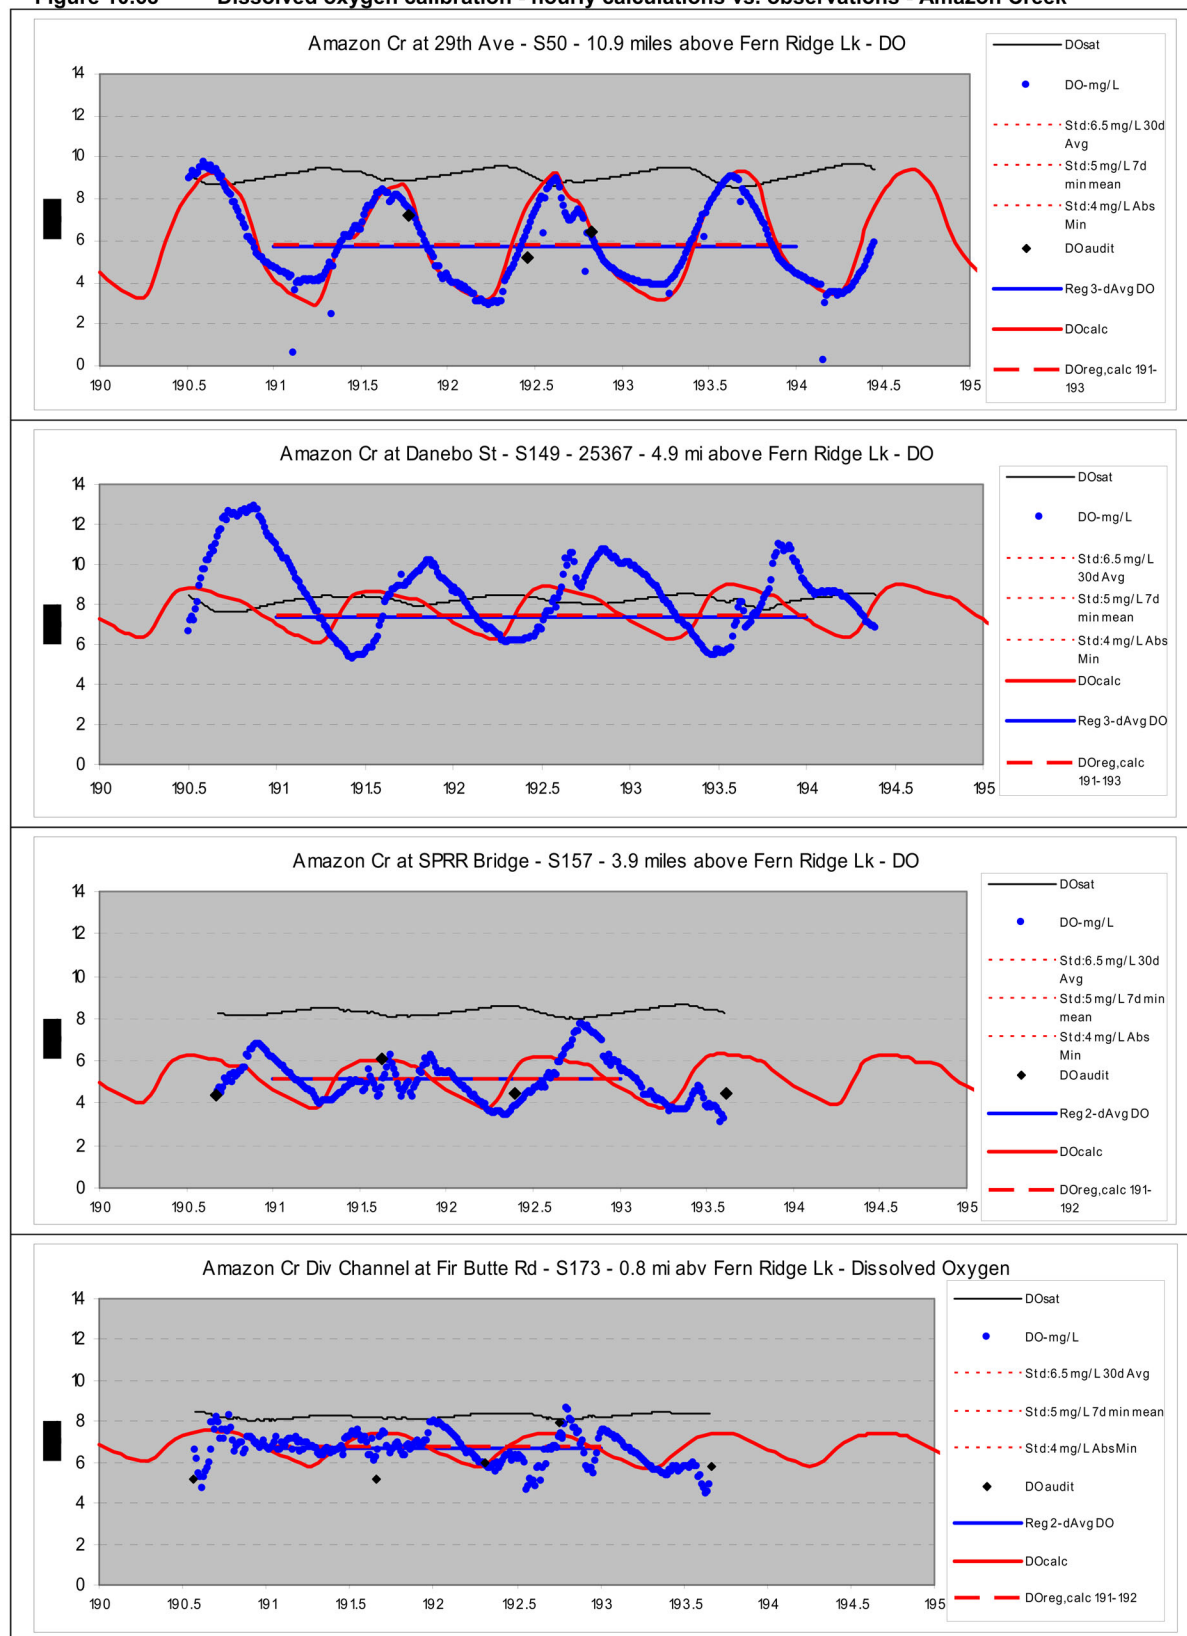 Figure 10.63 Dissolved oxygen calibration - hourly calculations vs. observations - Amazon Creek
Amazon Cr at 29th Ave - S50 - 10.9 miles above Fern Ridge Lk - DO
14
12
10
8
6
4
2
0
190 190.5 191 191.5 192 192.5 193 193.5 194 194.5 195
DOsat
DO-mg/L
Std:6.5 mg/L 30d
Avg
Std:5 mg/L 7d
min mean
Std:4 mg/L Abs
Min
DO audit
Reg 3-d Avg DO
DOcalc
DOreg,calc 191-
193
Amazon Cr at Danebo St - S149 - 25367 - 4.9 mi above Fern Ridge Lk - DO
14
12
10
8
6
4
2
0
190 190.5 191 191.5 192 192.5 193 193.5 194 194.5 195
DOsat
DO-mg/L
Std:6.5 mg/L
30d Avg
Std:5 mg/L 7d
min mean
Std:4 mg/L Abs
Min
DOcalc
Reg 3-d Avg DO
DOreg,calc
191-193
Amazon Cr at SPRR Bridge - S157 - 3.9 miles above Fern Ridge Lk - DO
14
12
10
8
6
4
2
0
190 190.5 191 191.5 192 192.5 193 193.5 194 194.5 195
DOsat
DO-mg/L
Std:6.5 mg/L 30d
Avg
Std:5 mg/L 7d min
mean
Std:4 mg/L Abs
Min
DO audit
Reg 2-d Avg DO
DOcalc
DOreg,calc 191-
192
Amazon Cr Div Channel at Fir Butte Rd - S173 - 0.8 mi abv Fern Ridge Lk - Dissolved Oxygen
14
12
10
8
6
4
2
0
190 190.5 191 191.5 192 192.5 193 193.5 194 194.5 195
DOsat
DO-mg/L
Std:6.5 mg/L 30d Avg
Std:5 mg/L 7d min mean
Std:4 mg/L Abs Min
DO audit
Reg 2-d Avg DO
DOcalc
DOreg,calc 191-192